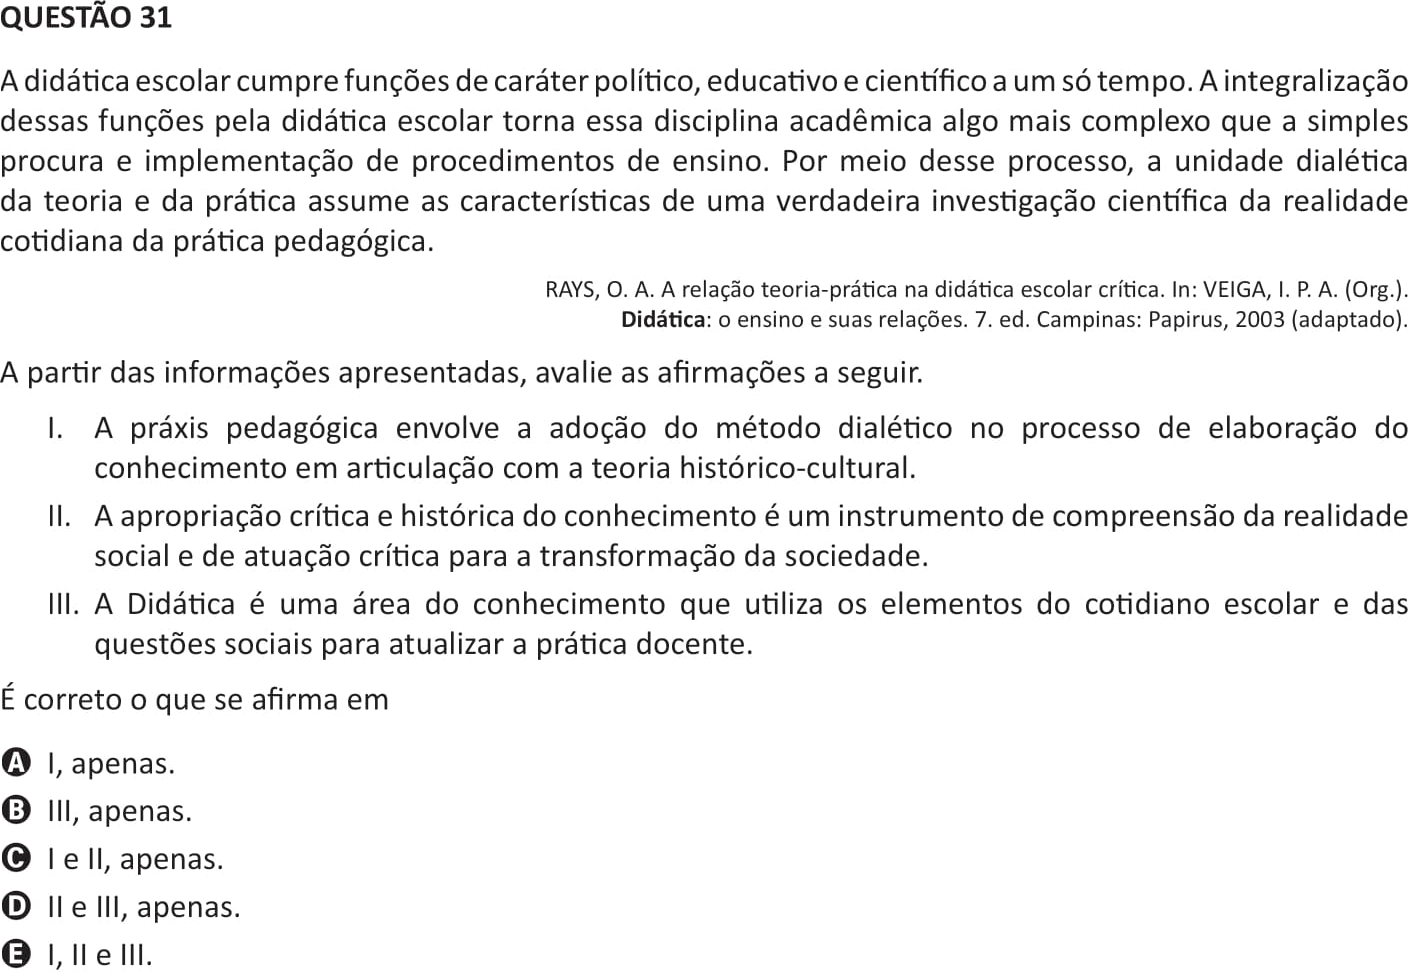 QUESTÃO 31
A didática escolar cumpre funções de caráter político, educativo e científico a um só tempo. A integralização
dessas funções pela didática escolar torna essa disciplina acadêmica algo mais complexo que a simples
procura e implementação de procedimentos de ensino. Por meio desse processo, a unidade dialética
da teoria e da prática assume as características de uma verdadeira investigação científica da realidade
cotidiana da prática pedagógica.
RAYS, O. A. A relação teoria-prática na didática escolar crítica. In: VEIGA, I. P. A. (Org.).
Didática: o ensino e suas relações. 7. ed. Campinas: Papirus, 2003 (adaptado).
A partir das informações apresentadas, avalie as afirmações a seguir.
I. A práxis pedagógica envolve a adoção do método dialético no processo de elaboração do
conhecimento em articulação com a teoria histórico-cultural.
II. A apropriação crítica e histórica do conhecimento é um instrumento de compreensão da realidade
social e de atuação crítica para a transformação da sociedade.
III. A Didática é uma área do conhecimento que utiliza os elementos do cotidiano escolar e das
questões sociais para atualizar a prática docente.
É correto o que se afirma em
A I, apenas.
B III, apenas.
C I e II, apenas.
D II e III, apenas.
E I, II e III.